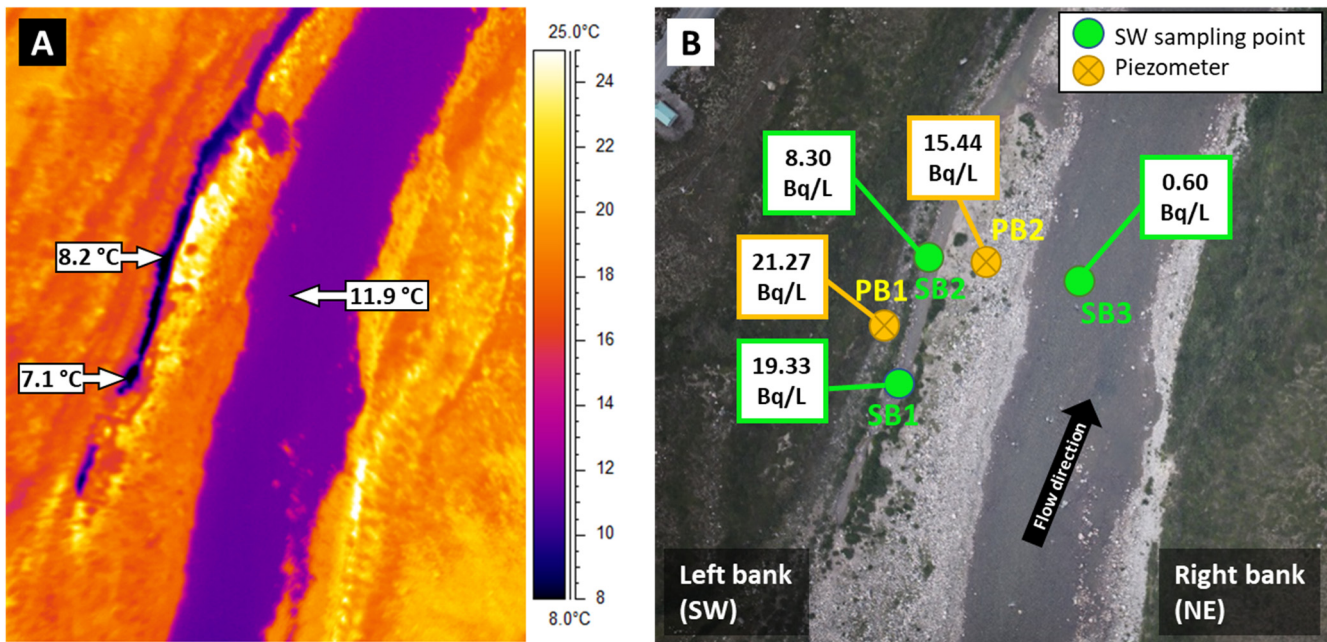 A
25.0°C
24
22
20
18
16
14
12
10
8
8.0°C
8.2 °C
11.9 °C
7.1 °C
B
SW sampling point
Piezometer
15.44
Bq/L
8.30
Bq/L
0.60
Bq/L
PB2
21.27
Bq/L
PB1
SB2
SB3
19.33
Bq/L
SB1
Flow direction
Left bank
(SW)
Right bank
(NE)